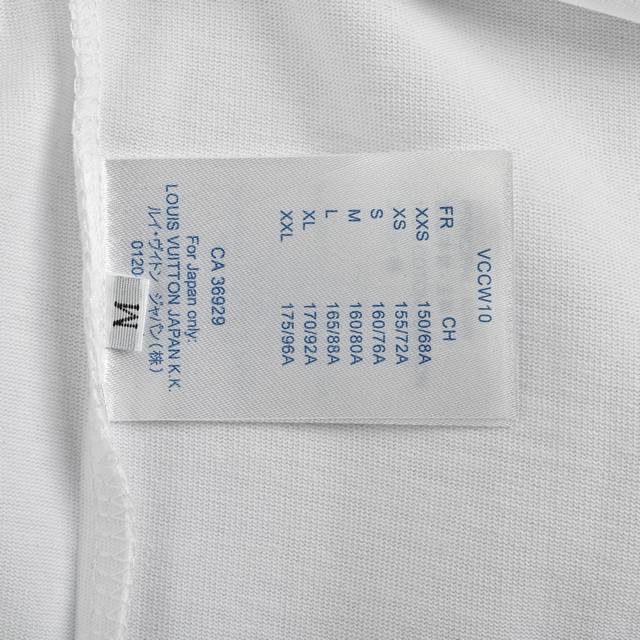 VCCW10
FR CH
XXS 150/68A
XS 155/72A
S 160/76A
M 160/80A
L 165/88A
XL 170/92A
XXL 175/96A
CA 36929
For Japan only:
LOUIS VUITTON JAPAN K.K.
ルイ・ヴィトン ジャパン(株)
0120
M